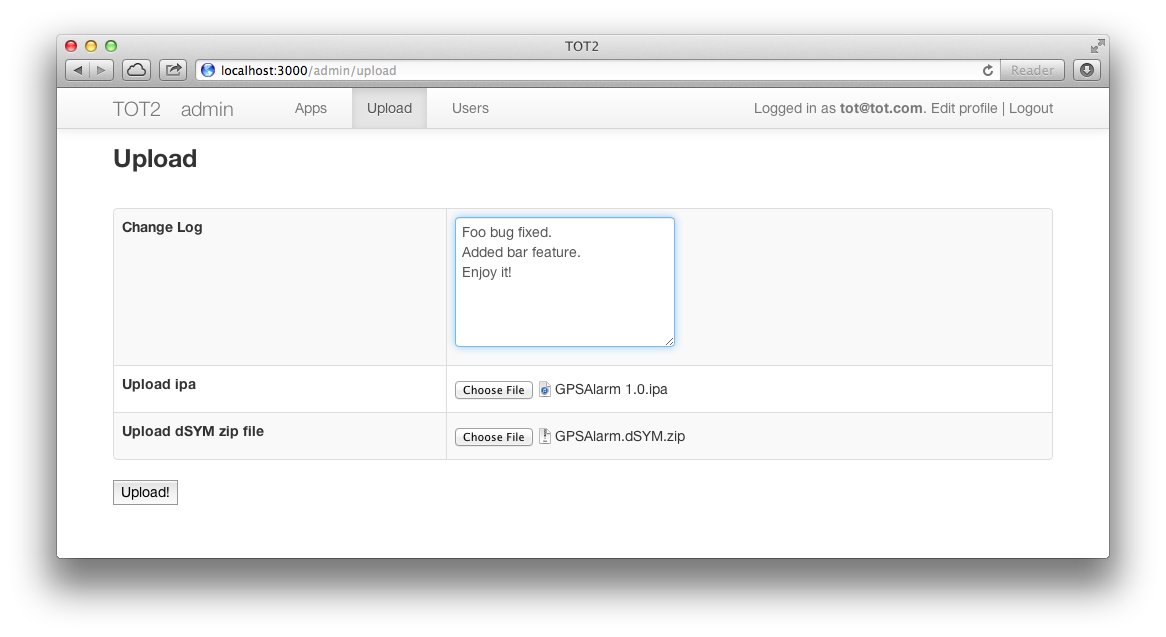 TOT2
localhost:3000/admin/upload
Reader
TOT2 admin Apps Upload Users Logged in as tot@tot.com. Edit profile | Logout
Upload
Change Log
Foo bug fixed.
Added bar feature.
Enjoy it!
Upload ipa
Choose File GPSAlarm 1.0.ipa
Upload dSYM zip file
Choose File GPSAlarm.dSYM.zip
Upload!